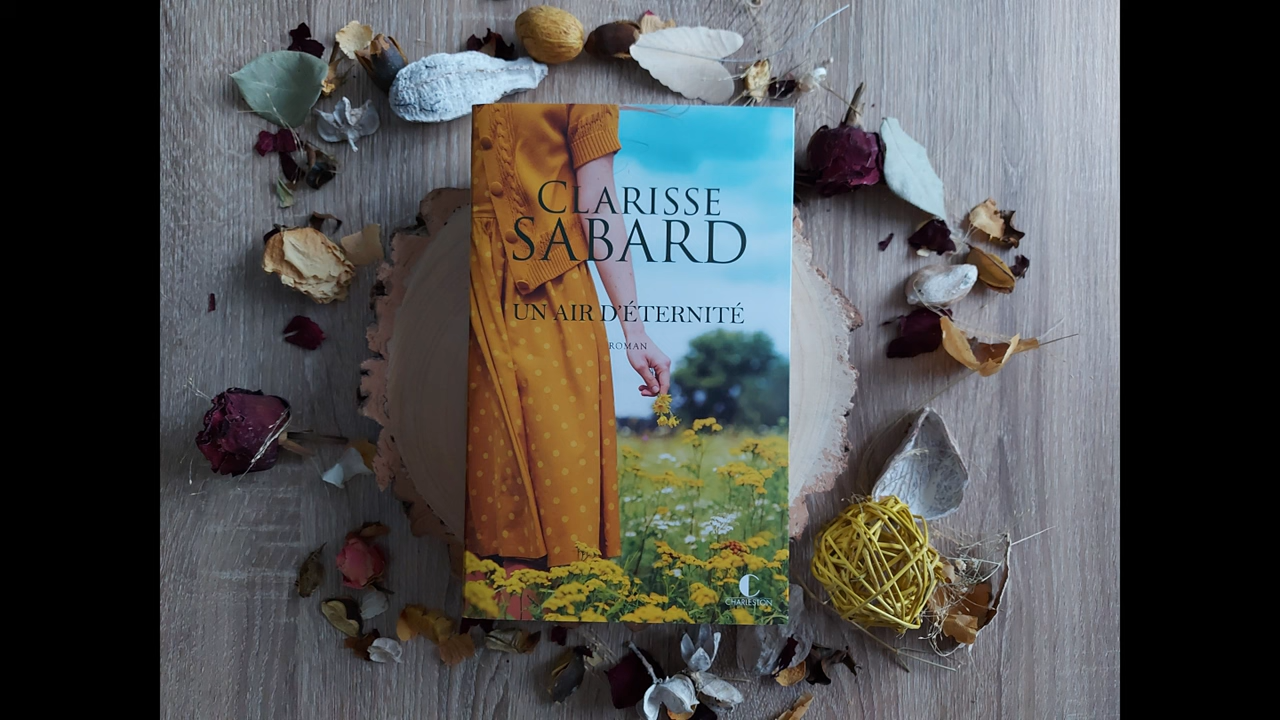 CLARISSE
SABARD
UN AIR D'ÉTERNITÉ
ROMAN
C
CHARLESTON